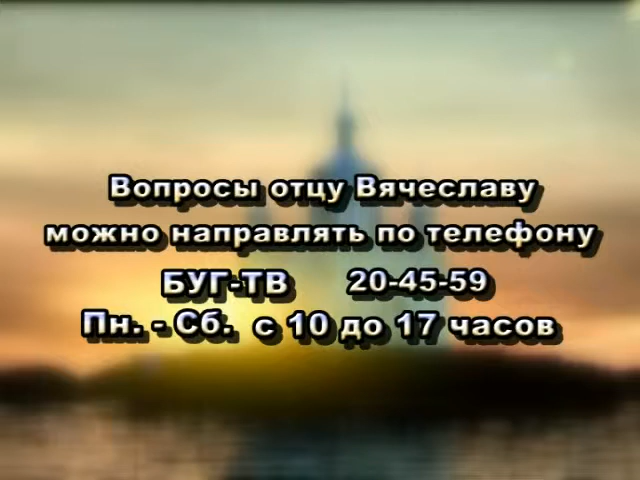 Вопросы отцу Вячеславу
можно направлять по телефону
БУГ-ТВ 20-45-59
Пн. - Сб. с 10 до 17 часов